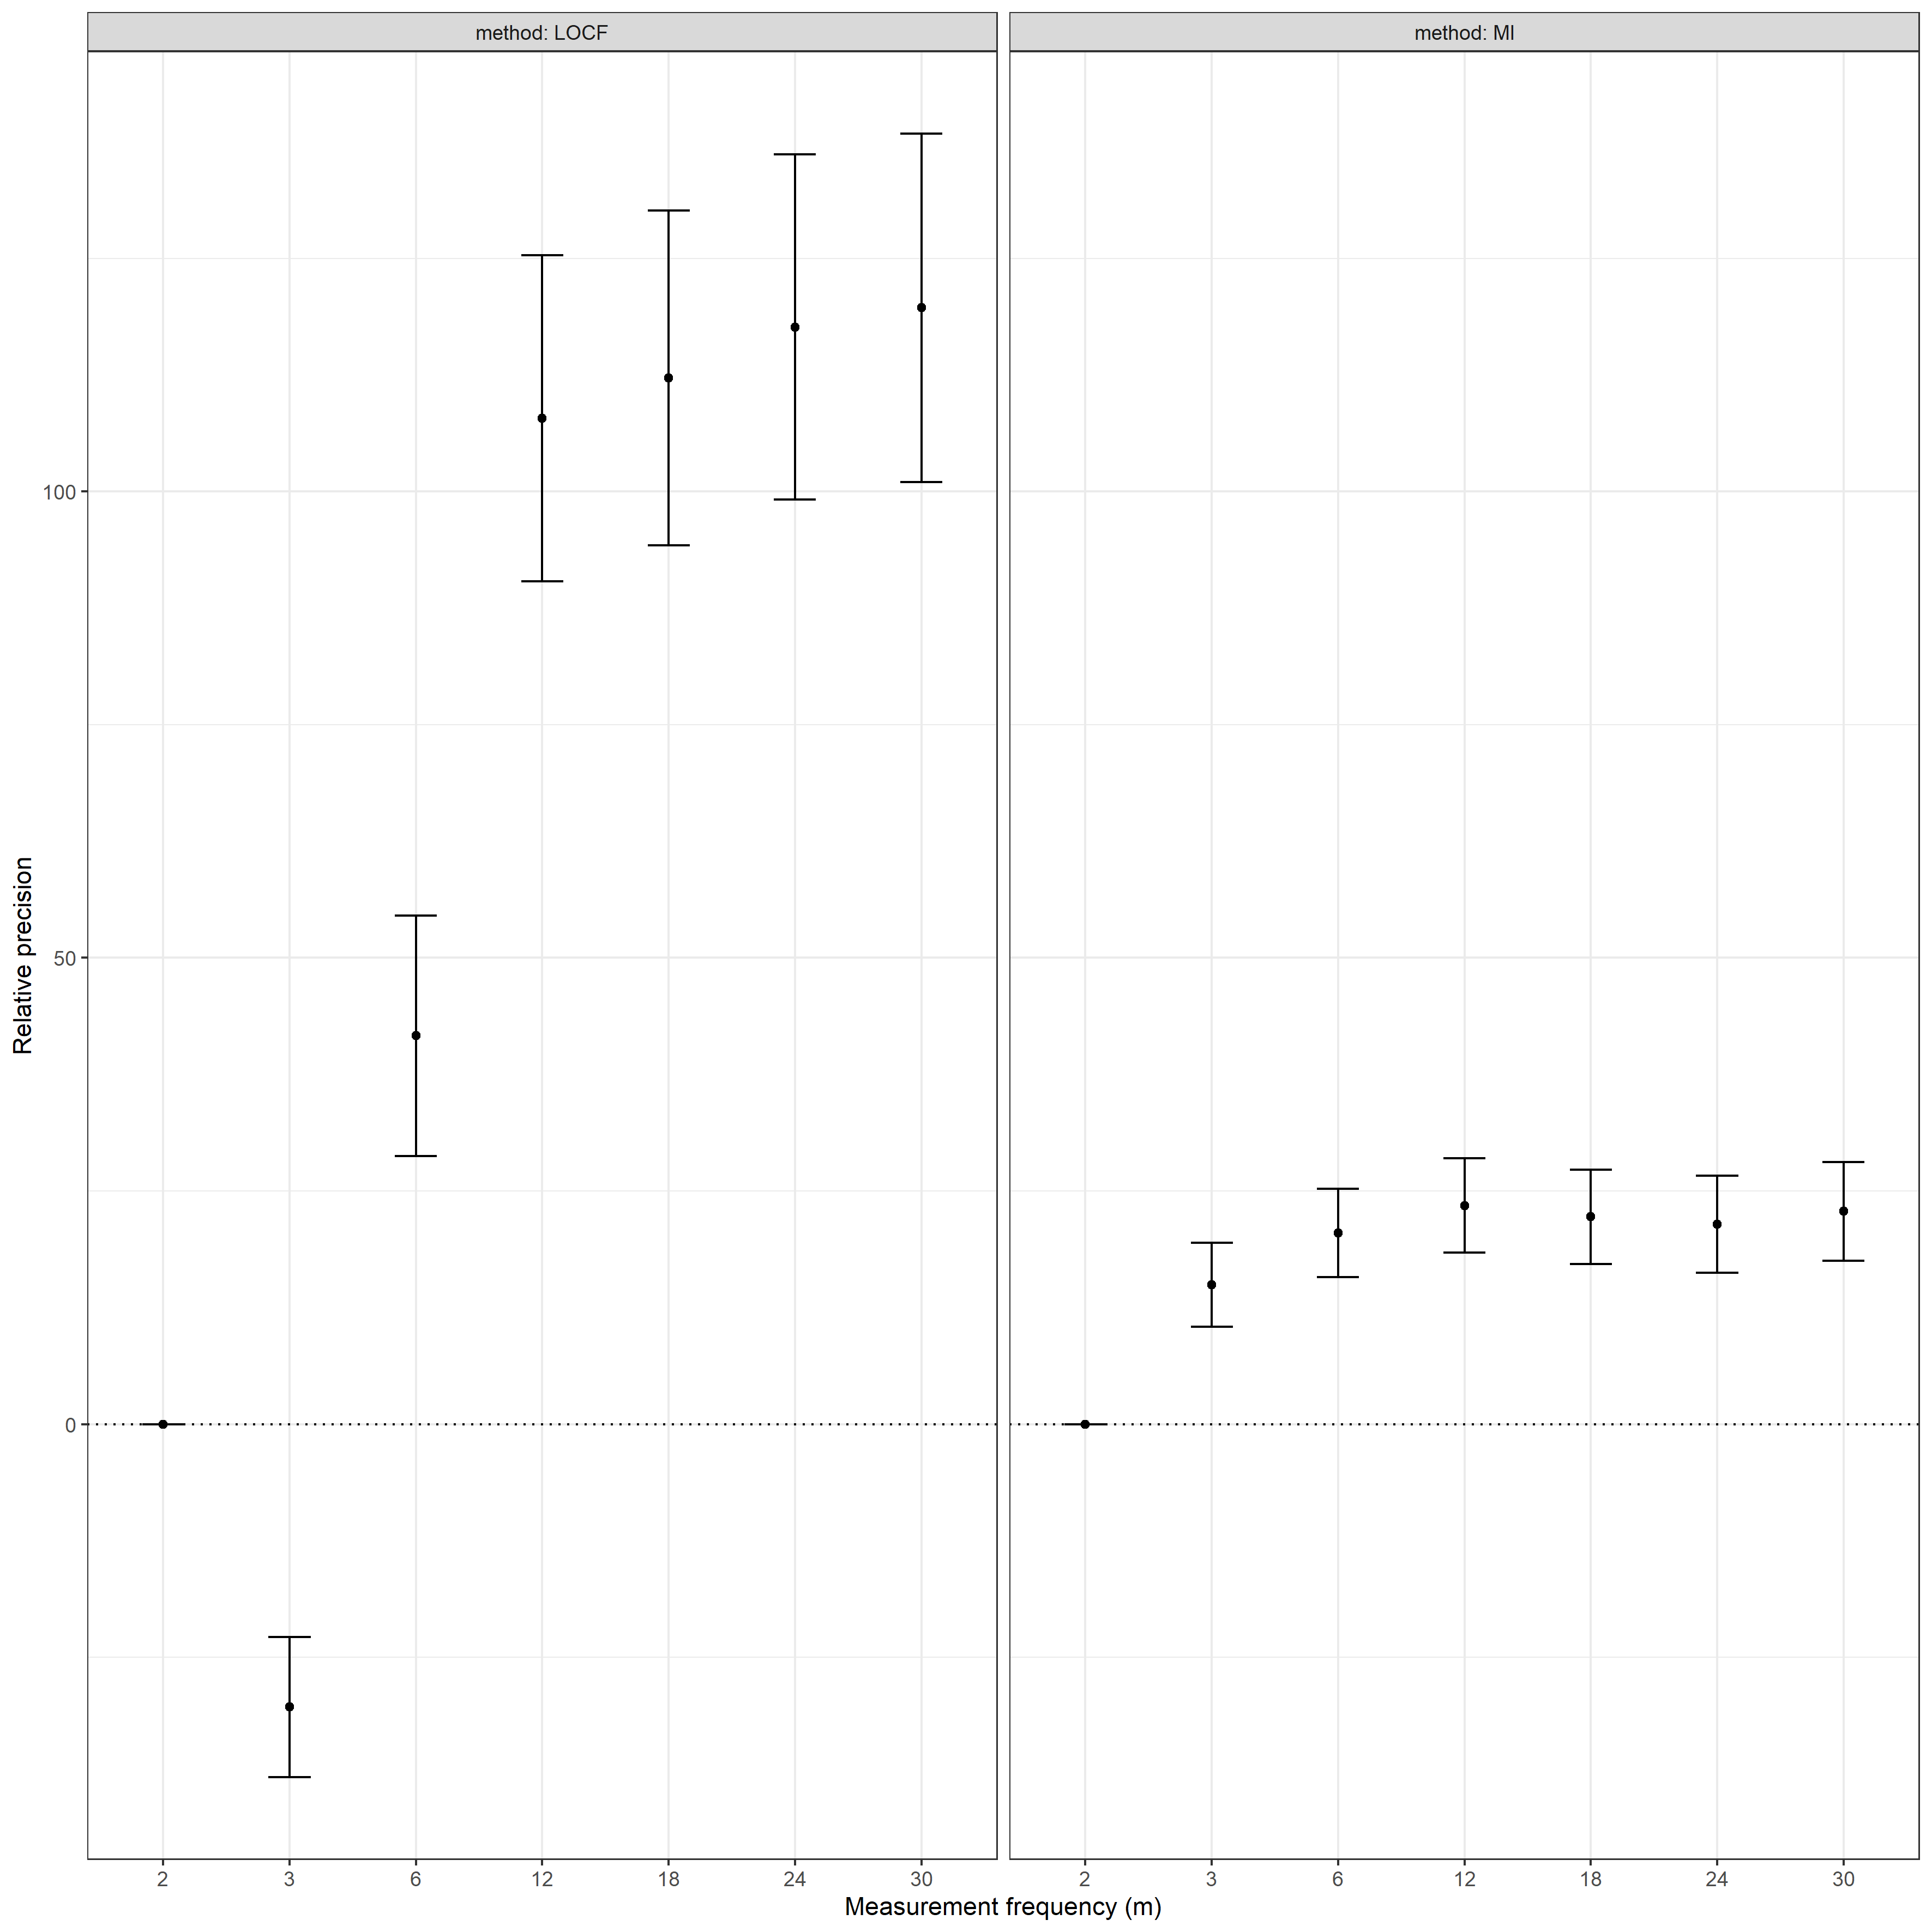 method: LOCF
method: MI
Relative precision
100
50
0
2 3 6 12 18 24 30
2 3 6 12 18 24 30
Measurement frequency (m)